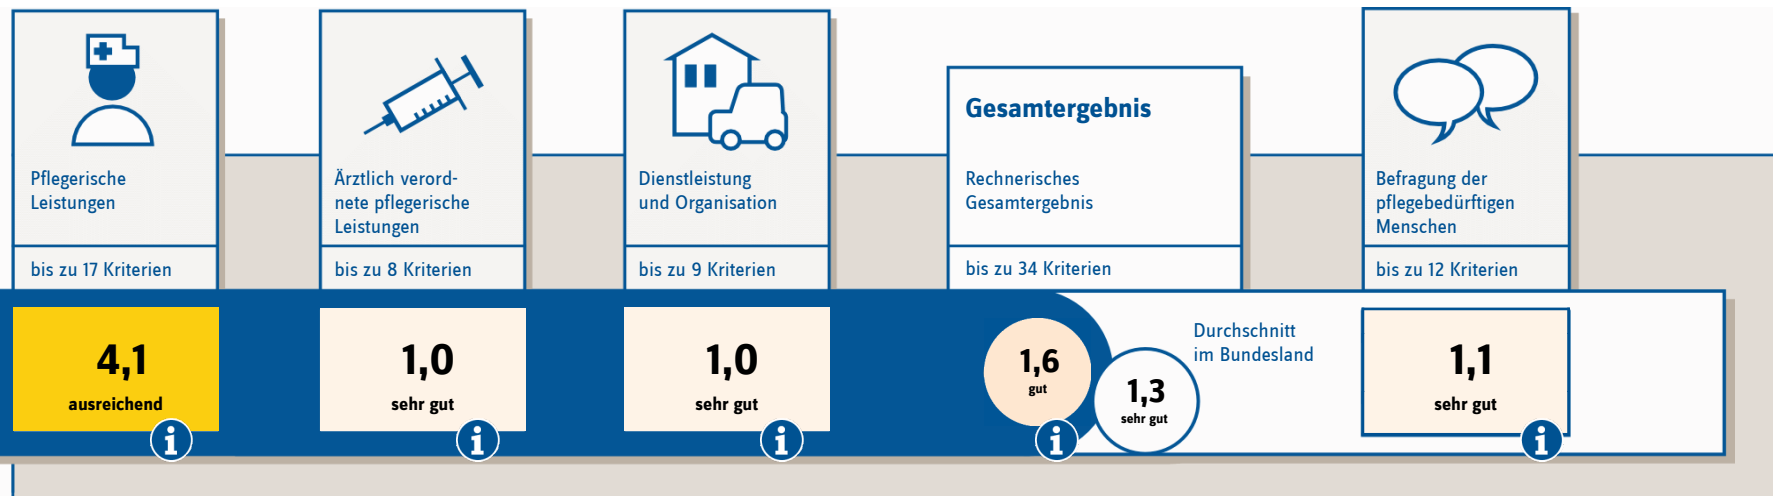 Pflegerische
Leistungen
bis zu 17 Kriterien
4,1
ausreichend
i
Ärztlich verord-
nete pflegerische
Leistungen
bis zu 8 Kriterien
1,0
sehr gut
i
Dienstleistung
und Organisation
bis zu 9 Kriterien
1,0
sehr gut
i
Gesamtergebnis
Rechnerisches
Gesamtergebnis
bis zu 34 Kriterien
1,6
gut
i
1,3
sehr gut
Durchschnitt
im Bundesland
Befragung der
pflegebedürftigen
Menschen
bis zu 12 Kriterien
1,1
sehr gut
i